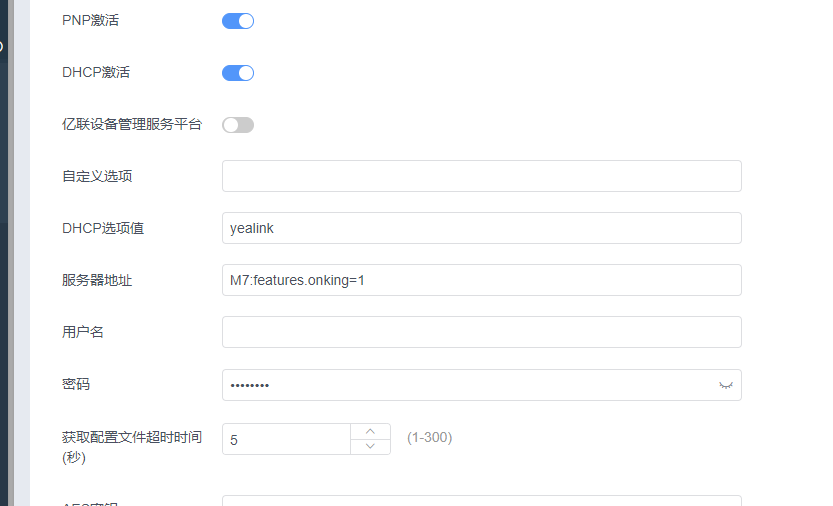 PNP激活
DHCP激活
亿联设备管理服务平台
自定义选项
DHCP选项值
yealink
服务器地址
M7:features.onking=1
用户名
密码
••••••••
获取配置文件超时时间
(秒)
5
(1-300)